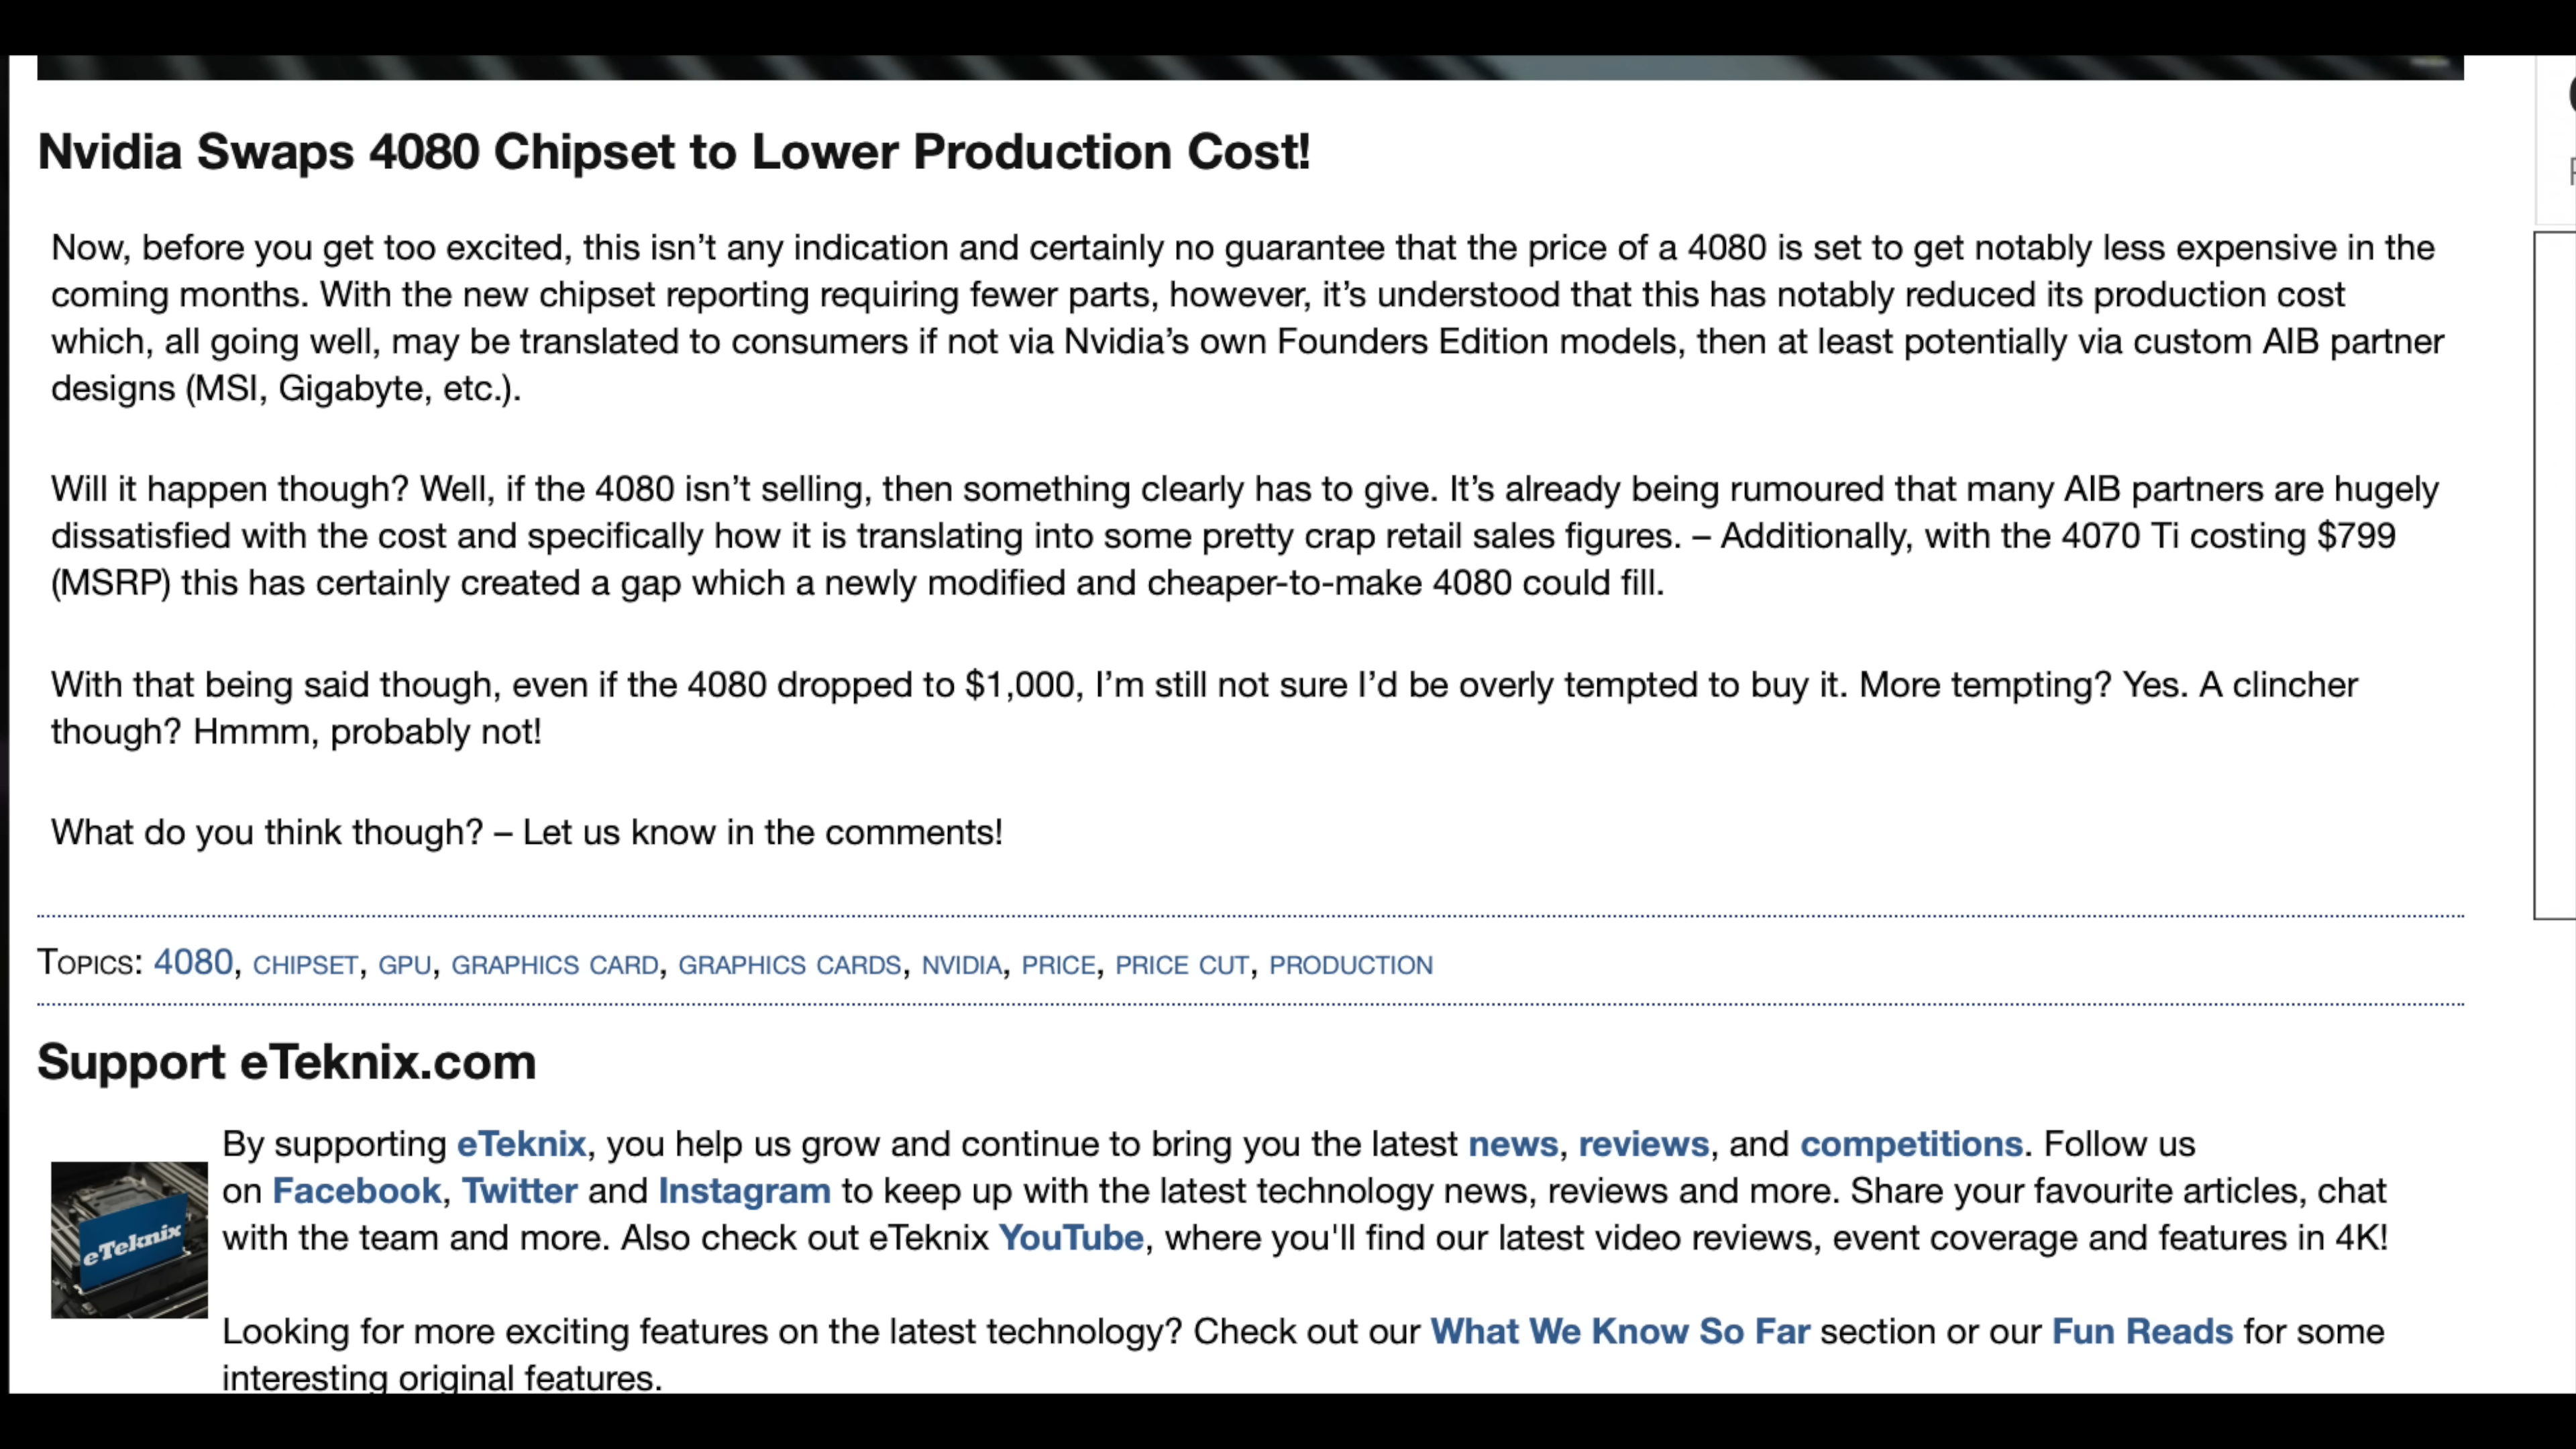 Nvidia Swaps 4080 Chipset to Lower Production Cost!
Now, before you get too excited, this isn’t any indication and certainly no guarantee that the price of a 4080 is set to get notably less expensive in the
coming months. With the new chipset reporting requiring fewer parts, however, it’s understood that this has notably reduced its production cost
which, all going well, may be translated to consumers if not via Nvidia’s own Founders Edition models, then at least potentially via custom AIB partner
designs (MSI, Gigabyte, etc.).
Will it happen though? Well, if the 4080 isn’t selling, then something clearly has to give. It’s already being rumoured that many AIB partners are hugely
dissatisfied with the cost and specifically how it is translating into some pretty crap retail sales figures. – Additionally, with the 4070 Ti costing $799
(MSRP) this has certainly created a gap which a newly modified and cheaper-to-make 4080 could fill.
With that being said though, even if the 4080 dropped to $1,000, I’m still not sure I’d be overly tempted to buy it. More tempting? Yes. A clincher
though? Hmmm, probably not!
What do you think though? – Let us know in the comments!
Topics: 4080, chipset, gpu, graphics card, graphics cards, nvidia, price, price cut, production
Support eTeknix.com
By supporting eTeknix, you help us grow and continue to bring you the latest news, reviews, and competitions. Follow us
on Facebook, Twitter and Instagram to keep up with the latest technology news, reviews and more. Share your favourite articles, chat
with the team and more. Also check out eTeknix YouTube, where you'll find our latest video reviews, event coverage and features in 4K!
eTeknix
Looking for more exciting features on the latest technology? Check out our What We Know So Far section or our Fun Reads for some
interesting original features.